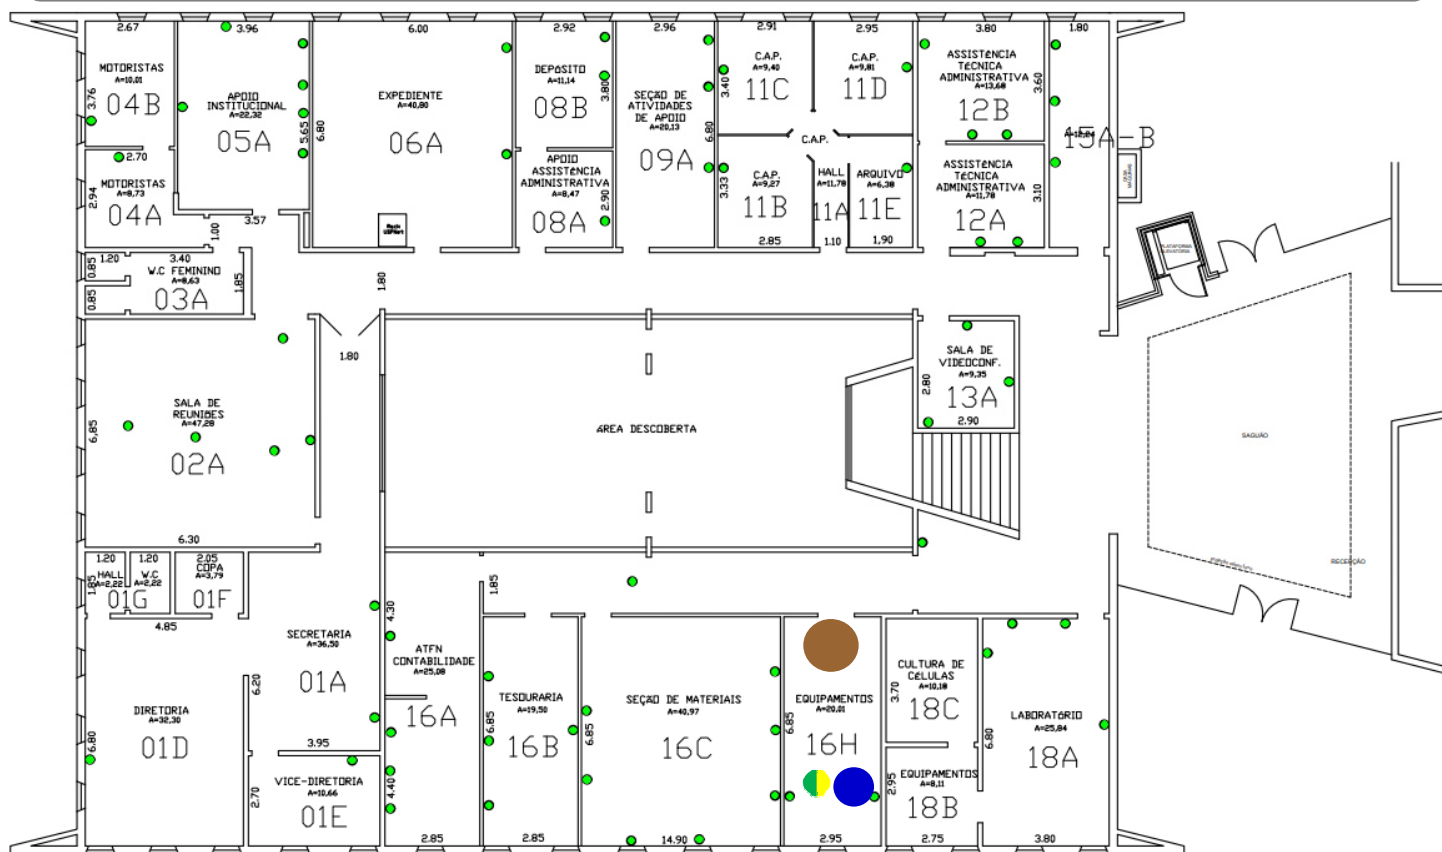 2.67
3.96
6.00
2.92
2.96
2.91
2.95
3.80
1.80
MOTORISTAS
A=10,01
04B
3.76
APOIO
INSTITUCIONAL
A=22,32
05A
5.65
EXPEDIENTE
A=40,80
06A
6.80
DEPÓSITO
A=11,14
08B
3.80
SEÇÃO DE
ATIVIDADES
DE APOIO
A=20,13
09A
6.80
C.A.P.
A=9,40
11C
3.40
C.A.P.
A=9,81
11D
ASSISTÊNCIA
TÉCNICA
ADMINISTRATIVA
A=13,68
12B
3.60
15A-B
2.70
MOTORISTAS
A=8,73
04A
2.94
3.57
1.00
APOIO
ASSISTÊNCIA
ADMINISTRATIVA
A=8,47
08A
2.90
C.A.P.
C.A.P.
A=9,27
11B
3.33
2.85
HALL
A=11,78
11A
1.10
ARQUIVO
A=6,38
11E
1,90
ASSISTÊNCIA
TÉCNICA
ADMINISTRATIVA
A=11,78
12A
3.10
PLATAFORMA
ELEVATÓRIA
1.20
3.40
0.85
0.85
W.C FEMININO
A=8,63
03A
1.85
1.80
1.80
SALA DE
REUNIÕES
A=47,28
02A
6,85
6.30
ÁREA DESCOBERTA
SALA DE
VIDEOCONF.
A=9,35
13A
2.80
2.90
SAGUÃO
RECEPÇÃO
1.20
1.20
2.05
HALL
A=2,22
01G
1.85
W.C
A=2,22
COPA
A=3,79
01F
4.85
1.85
4.30
SECRETARIA
A=36,50
01A
6.20
3.95
DIRETORIA
A=32,30
01D
6.80
VICE-DIRETORIA
A=10,66
01E
2.70
ATFN
CONTABILIDADE
A=25,08
16A
4.40
2.85
TESOURARIA
A=19,50
16B
6.85
2.85
SEÇÃO DE MATERIAIS
A=40,97
16C
6.85
14.90
EQUIPAMENTOS
A=20,01
16H
6.85
2.95
CULTURA DE
CÉLULAS
A=10,18
18C
3.70
EQUIPAMENTOS
A=8,11
18B
2.95
2.75
LABORATÓRIO
A=25,84
18A
6.80
3.80